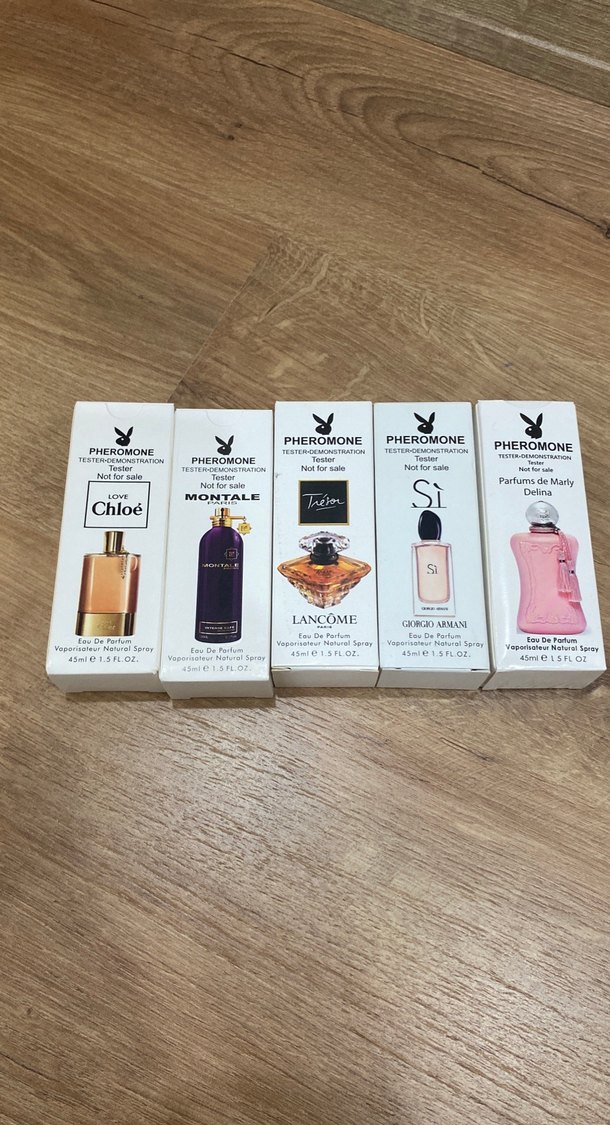 PHEROMONE
TESTER•DEMONSTRATION
Tester
Not for sale
LOVE
Chloé
Eau De Parfum
Vaporisateur Natural Spray
45ml e 1.5 FL.OZ.
PHEROMONE
TESTER•DEMONSTRATION
Tester
Not for sale
MONTALE
PARIS
MONTALE
Eau De Parfum
Vaporisateur Natural Spray
45ml e 1.5 FL.OZ.
PHEROMONE
TESTER•DEMONSTRATION
Tester
Not for sale
Trésor
LANCÔME
PARIS
Eau De Parfum
Vaporisateur Natural Spray
45ml e 1.5 FL.OZ.
PHEROMONE
TESTER•DEMONSTRATION
Tester
Not for sale
Sì
Sì
GIORGIO ARMANI
GIORGIO ARMANI
Eau De Parfum
Vaporisateur Natural Spray
45ml e 1.5 FL.OZ.
PHEROMONE
TESTER•DEMONSTRATION
Tester
Not for sale
Parfums de Marly
Delina
Eau De Parfum
Vaporisateur Natural Spray
45ml e L 5 FL OZ